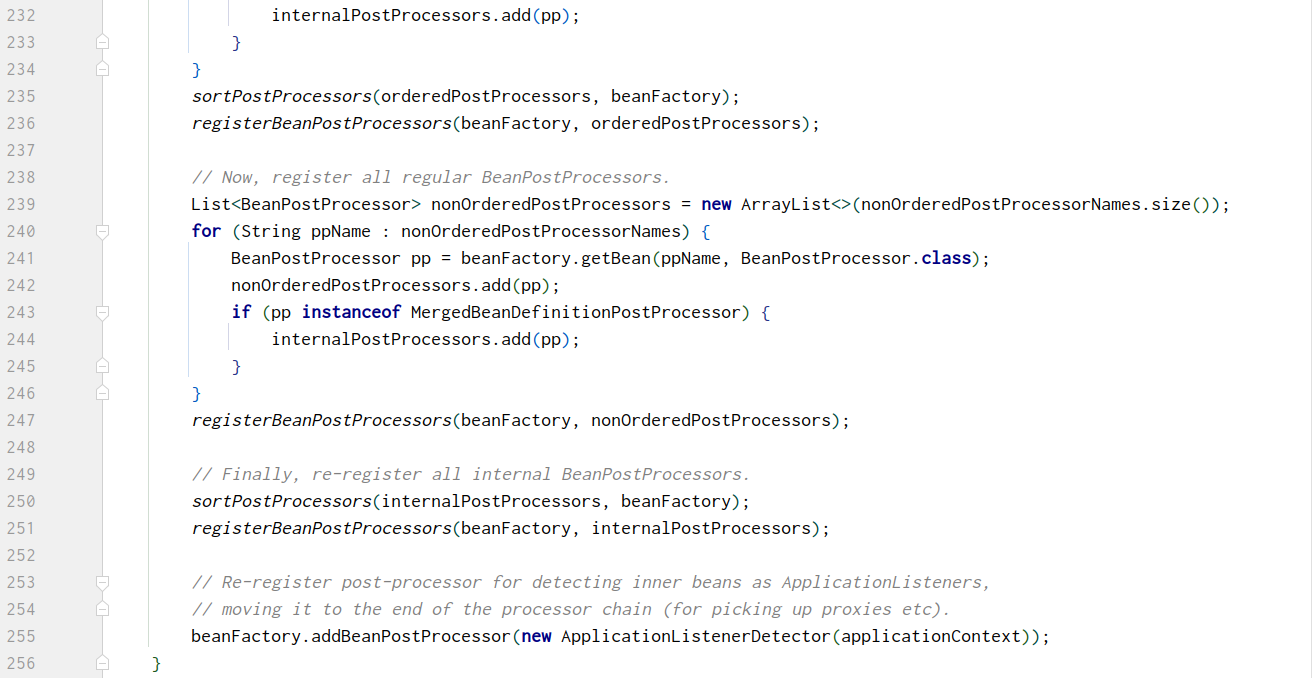 232 internalPostProcessors.add(pp);
233 }
234 }
235 sortPostProcessors(orderedPostProcessors, beanFactory);
236 registerBeanPostProcessors(beanFactory, orderedPostProcessors);
237
238 // Now, register all regular BeanPostProcessors.
239 List<BeanPostProcessor> nonOrderedPostProcessors = new ArrayList<>(nonOrderedPostProcessorNames.size());
240 for (String ppName : nonOrderedPostProcessorNames) {
241 BeanPostProcessor pp = beanFactory.getBean(ppName, BeanPostProcessor.class);
242 nonOrderedPostProcessors.add(pp);
243 if (pp instanceof MergedBeanDefinitionPostProcessor) {
244 internalPostProcessors.add(pp);
245 }
246 }
247 registerBeanPostProcessors(beanFactory, nonOrderedPostProcessors);
248
249 // Finally, re-register all internal BeanPostProcessors.
250 sortPostProcessors(internalPostProcessors, beanFactory);
251 registerBeanPostProcessors(beanFactory, internalPostProcessors);
252
253 // Re-register post-processor for detecting inner beans as ApplicationListeners,
254 // moving it to the end of the processor chain (for picking up proxies etc).
255 beanFactory.addBeanPostProcessor(new ApplicationListenerDetector(applicationContext));
256 }